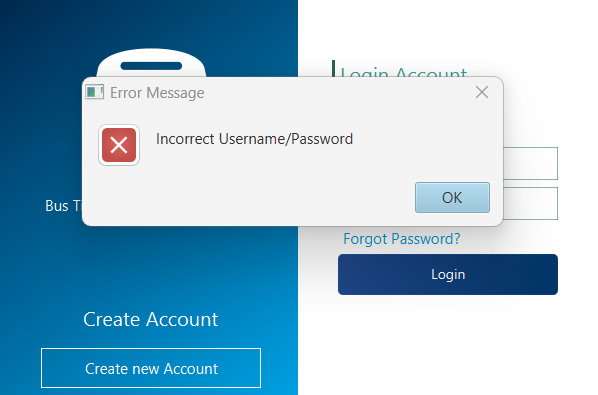 Login Account
Error Message
Incorrect Username/Password
OK
Bus
Forgot Password?
Login
Create Account
Create new Account